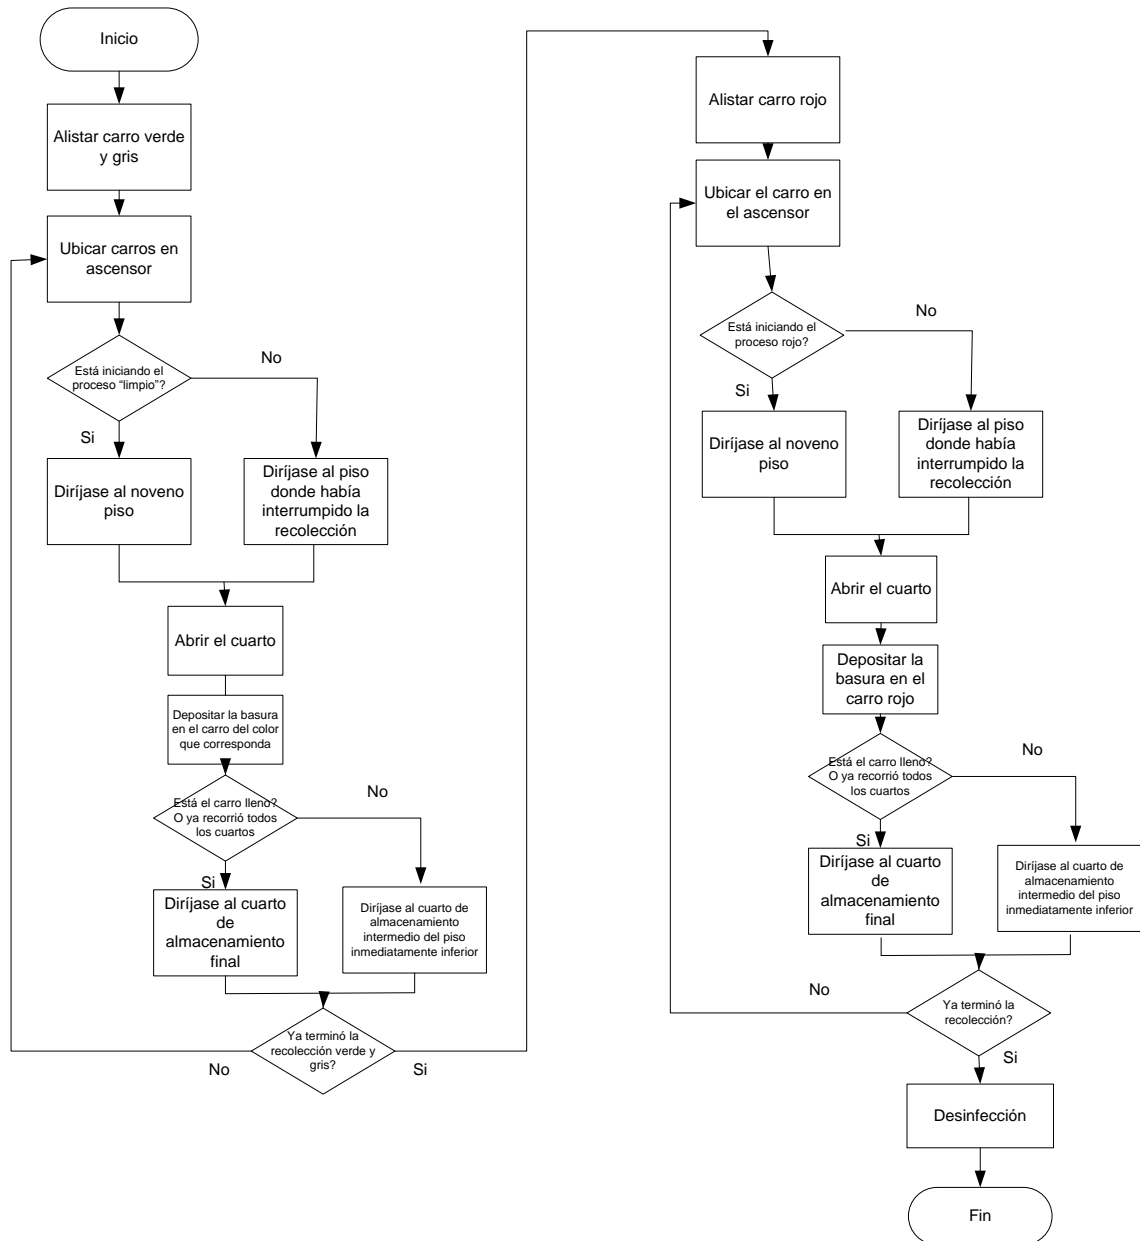 Inicio
Alistar carro verde
y gris
Ubicar carros en
ascensor
Está iniciando el
proceso “limpio”?
No
Si
Diríjase al noveno
piso
Diríjase al piso
donde había
interrumpido la
recolección
Abrir el cuarto
Depositar la basura
en el carro del color
que corresponda
Está el carro lleno?
O ya recorrió todos
los cuartos
No
Si
Diríjase al cuarto
de
almacenamiento
final
Diríjase al cuarto de
almacenamiento
intermedio del piso
inmediatamente inferior
Ya terminó la
recolección verde y
gris?
No
Si
Alistar carro rojo
Ubicar el carro en
el ascensor
Está iniciando el
proceso rojo?
No
Si
Diríjase al noveno
piso
Diríjase al piso
donde había
interrumpido la
recolección
Abrir el cuarto
Depositar la
basura en el
carro rojo
Está el carro lleno?
O ya recorrió todos
los cuartos
No
Si
Diríjase al cuarto
de
almacenamiento
final
Diríjase al cuarto de
almacenamiento
intermedio del piso
inmediatamente inferior
Ya terminó la
recolección?
No
Si
Desinfección
Fin